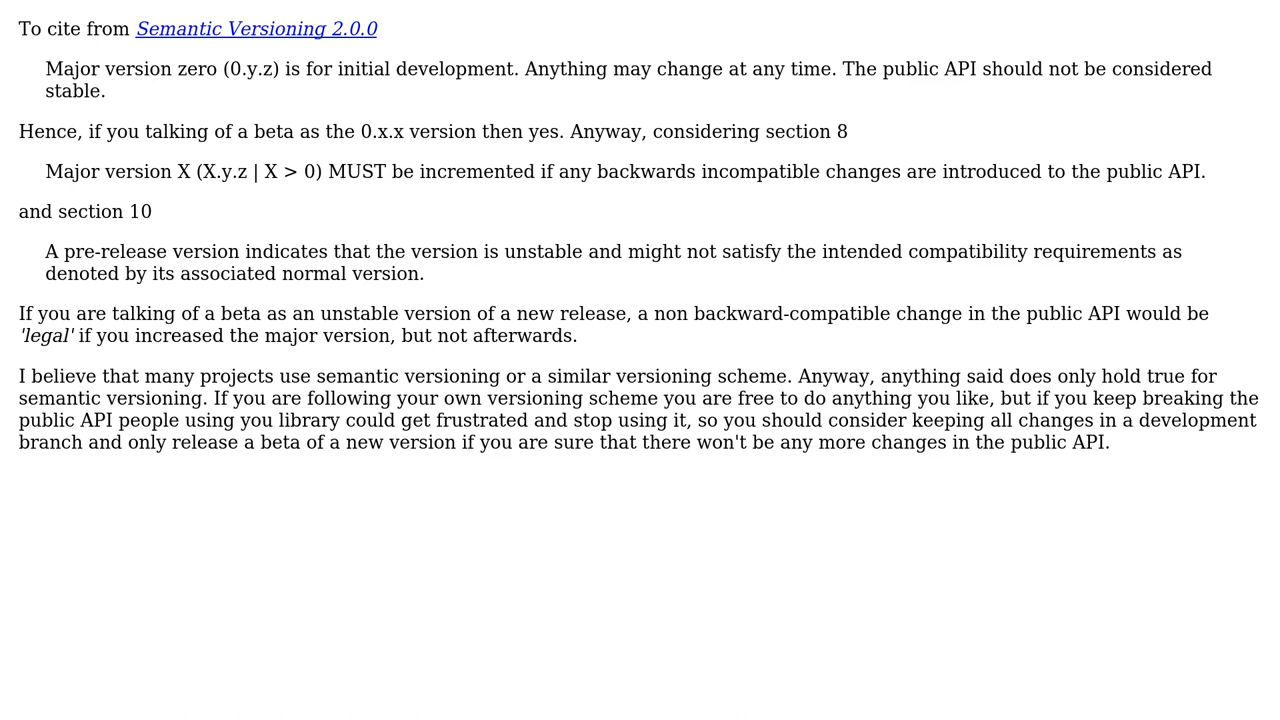 To cite from Semantic Versioning 2.0.0
Major version zero (0.y.z) is for initial development. Anything may change at any time. The public API should not be considered
stable.
Hence, if you talking of a beta as the 0.x.x version then yes. Anyway, considering section 8
Major version X (X.y.z | X > 0) MUST be incremented if any backwards incompatible changes are introduced to the public API.
and section 10
A pre-release version indicates that the version is unstable and might not satisfy the intended compatibility requirements as
denoted by its associated normal version.
If you are talking of a beta as an unstable version of a new release, a non backward-compatible change in the public API would be
'legal' if you increased the major version, but not afterwards.
I believe that many projects use semantic versioning or a similar versioning scheme. Anyway, anything said does only hold true for
semantic versioning. If you are following your own versioning scheme you are free to do anything you like, but if you keep breaking the
public API people using you library could get frustrated and stop using it, so you should consider keeping all changes in a development
branch and only release a beta of a new version if you are sure that there won't be any more changes in the public API.